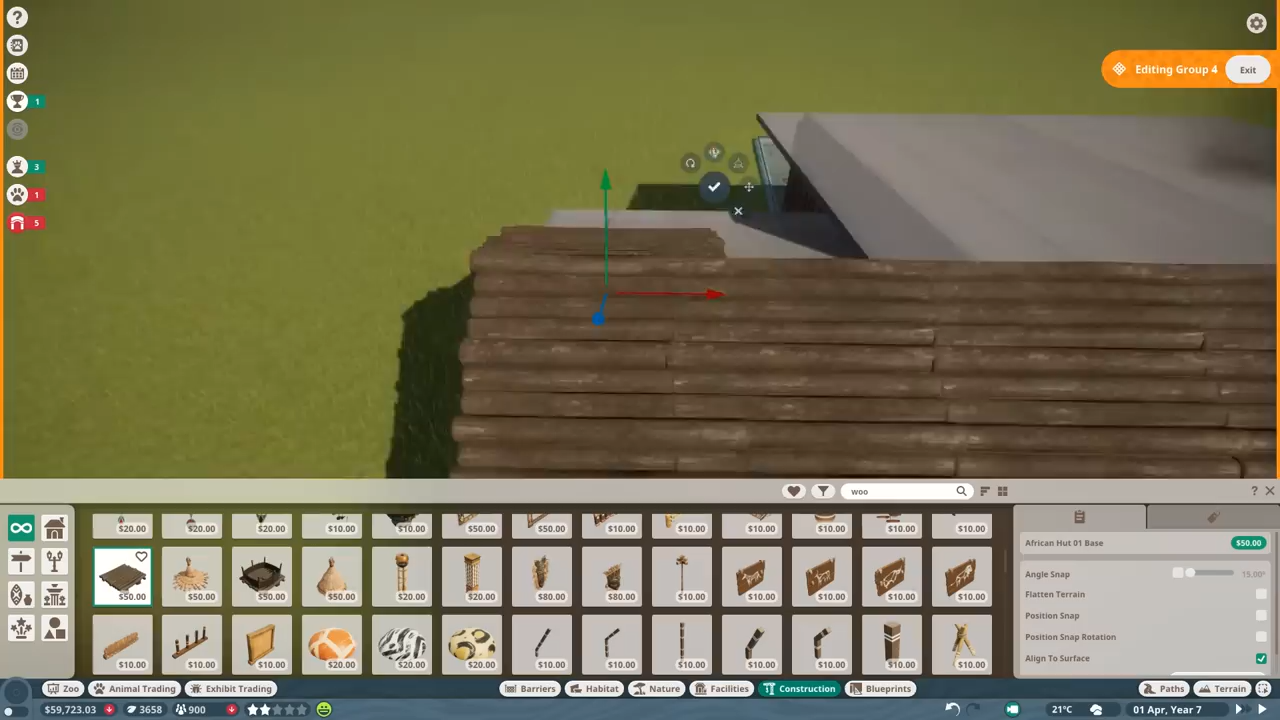 ?
Editing Group 4 Exit
1
3
1
5
woo
? ✕
$20.00 $20.00 $20.00 $10.00 $10.00 $50.00 $50.00 $10.00 $10.00 $10.00 $10.00 $10.00 $10.00
$50.00 $50.00 $50.00 $50.00 $20.00 $20.00 $80.00 $80.00 $10.00 $10.00 $10.00 $10.00 $10.00
$10.00 $10.00 $10.00 $20.00 $20.00 $20.00 $10.00 $10.00 $10.00 $10.00 $10.00 $10.00 $10.00
African Hut 01 Base $50.00
Angle Snap 15.00°
Flatten Terrain
Position Snap
Position Snap Rotation
Align To Surface
Zoo Animal Trading Exhibit Trading Barriers Habitat Nature Facilities Construction Blueprints Paths Terrain
$59,723.03 3658 900 21°C 01 Apr, Year 7